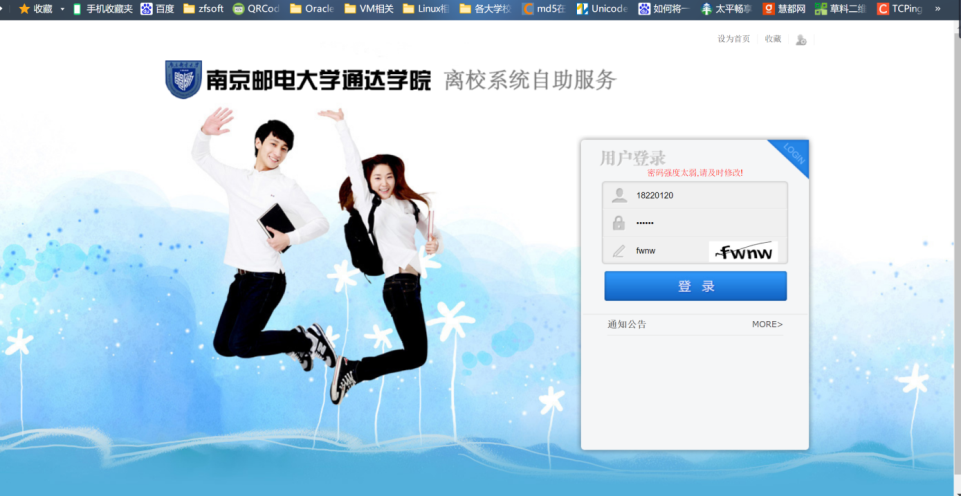 收藏 手机收藏夹 百度 zfsoft QRCod Oracle VM相关 Linux相 各大学校 md5在 Unicode 如何将一 太平畅享 慧都网 草料二维 TCPing »
设为首页 收藏
南京邮电大学通达学院 离校系统自助服务
LOGIN
用户登录
密码强度太弱,请及时修改!
18220120
••••••
fwnw fwnw
登 录
通知公告 MORE>